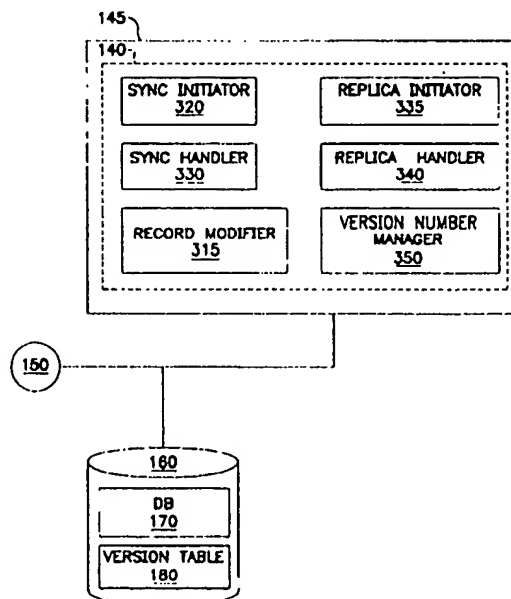 145
140
SYNC INITIATOR
320
REPLICA INITIATOR
335
SYNC HANDLER
330
REPLICA HANDLER
340
RECORD MODIFIER
315
VERSION NUMBER
MANAGER
350
150
160
DB
170
VERSION TABLE
180